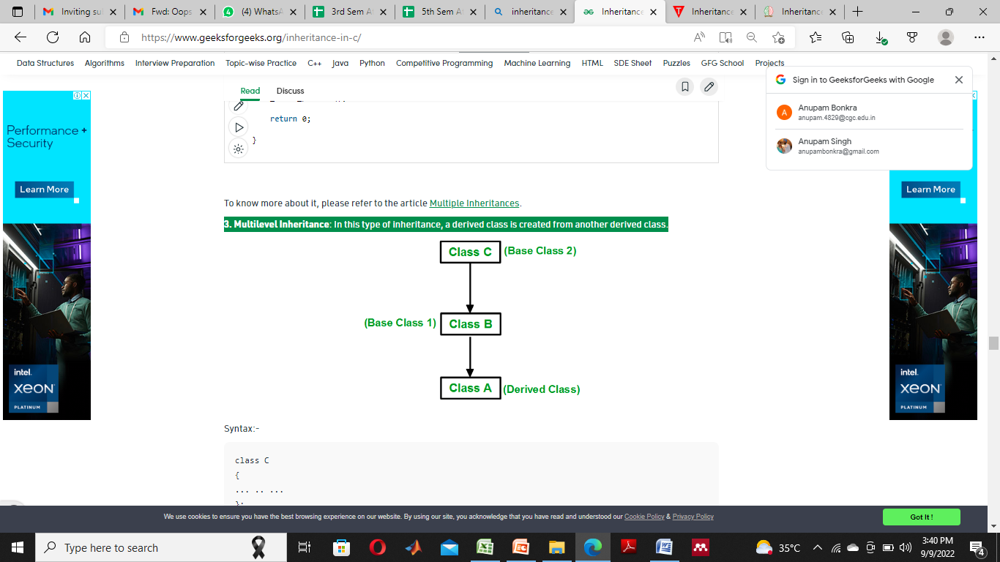 Inviting su
Fwd: Oops
(4) WhatsA
3rd Sem A
5th Sem A
inheritance
Inheritance
Inheritance
Inheritance
https://www.geeksforgeeks.org/inheritance-in-c/
Data Structures Algorithms Interview Preparation Topic-wise Practice C++ Java Python Competitive Programming Machine Learning HTML SDE Sheet Puzzles GFG School Projects
Sign in to GeeksforGeeks with Google
A
Anupam Bonkra
anupam.4829@cgc.edu.in
Anupam Singh
anupambonkra@gmail.com
Read Discuss
return 0;
}
Performance +
Security
Learn More
intel.
xeon
PLATINUM
Learn More
intel.
xeon
PLATINUM
To know more about it, please refer to the article Multiple Inheritances.
3. Multilevel Inheritance: In this type of inheritance, a derived class is created from another derived class.
Class C (Base Class 2)
(Base Class 1) Class B
Class A (Derived Class)
Syntax:-
class C
{
... .. ...
};
We use cookies to ensure you have the best browsing experience on our website. By using our site, you acknowledge that you have read and understood our Cookie Policy & Privacy Policy
Got It !
Type here to search
35°C
3:40 PM
9/9/2022
4